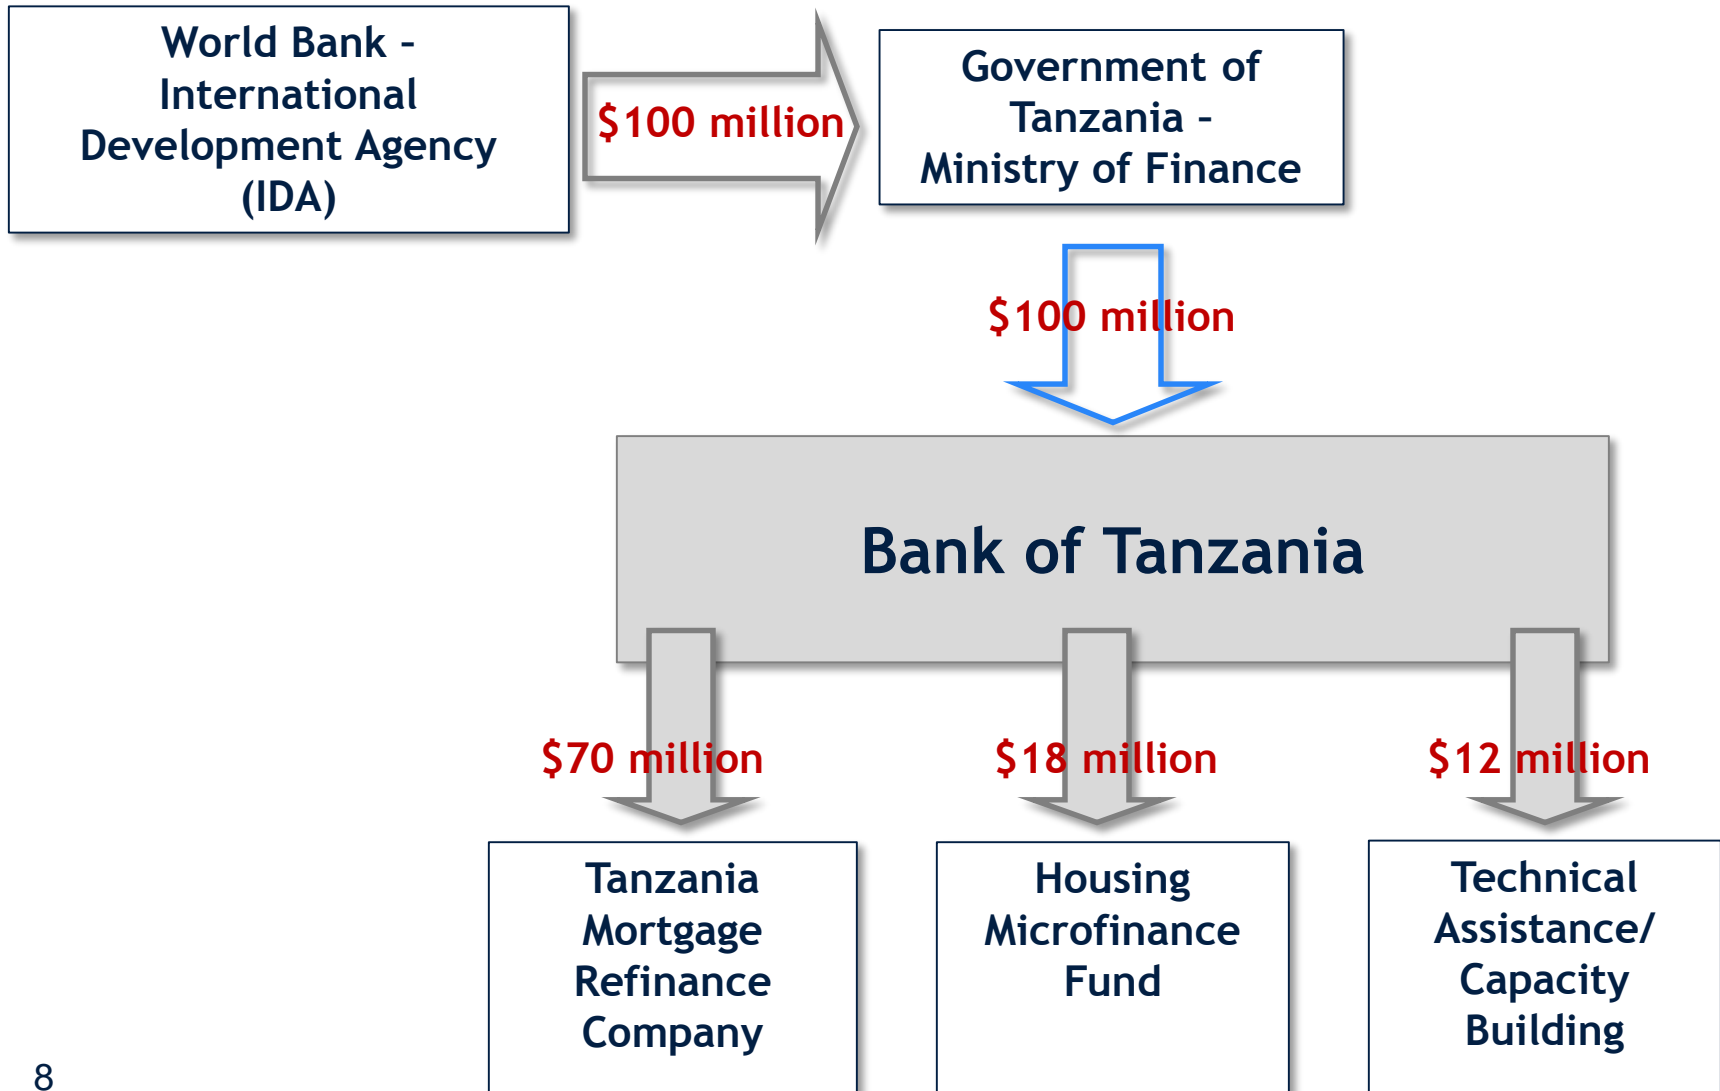 World Bank –
International
Development Agency
(IDA)
$100 million
Government of
Tanzania –
Ministry of Finance
$100 million
Bank of Tanzania
$70 million
$18 million
$12 million
Tanzania
Mortgage
Refinance
Company
Housing
Microfinance
Fund
Technical
Assistance/
Capacity
Building
8